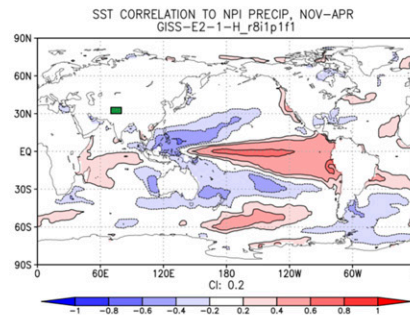 SST CORRELATION TO NPI PRECIP, NOV-APR
GISS-E2-1-H_r8i1p1f1
90N
60N
30N
EQ
30S
60S
90S
0 60E 120E 180 120W 60W
CI: 0.2
-1 -0.8 -0.6 -0.4 -0.2 0.2 0.4 0.6 0.8 1